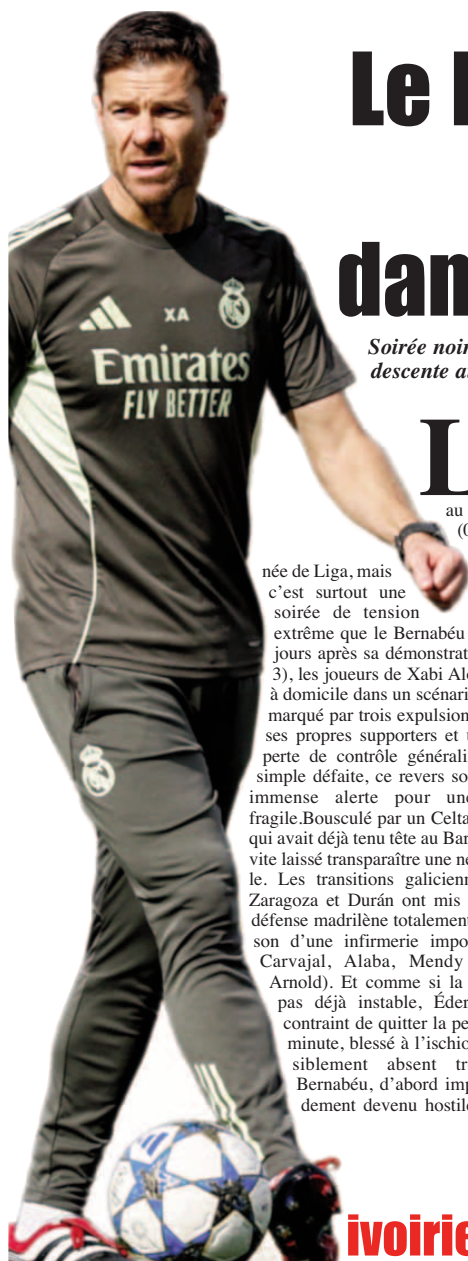 Le
dan
Soirée noir
descente a
L
au
(0
née de Liga, mais
c'est surtout une
soirée de tension
extrême que le Bernabéu
jours après sa démonstrat
3), les joueurs de Xabi Al
à domicile dans un scénari
marqué par trois expulsion
ses propres supporters et
perte de contrôle générali
simple défaite, ce revers so
immense alerte pour une
fragile.Bousculé par un Celta
qui avait déjà tenu tête au Bar
vite laissé transparaître une ne
le. Les transitions galicienn
Zaragoza et Durán ont mis
défense madrilène totalement
son d'une infirmerie impo
Carvajal, Alaba, Mendy
Arnold). Et comme si la
pas déjà instable, Éder
contraint de quitter la pe
minute, blessé à l'ischio
siblement absent tr
Bernabéu, d'abord imp
dement devenu hostile
XA
Emirates
FLY BETTER
ivoirie